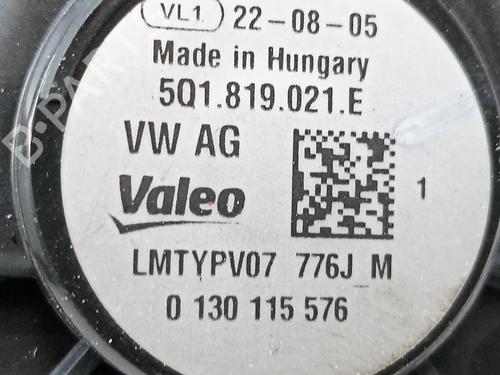 VL1 22-08-05
Made in Hungary
5Q1.819.021.E
VW AG
Valeo
1
LMTYPV07 776J M
0 130 115 576
B-PARTS